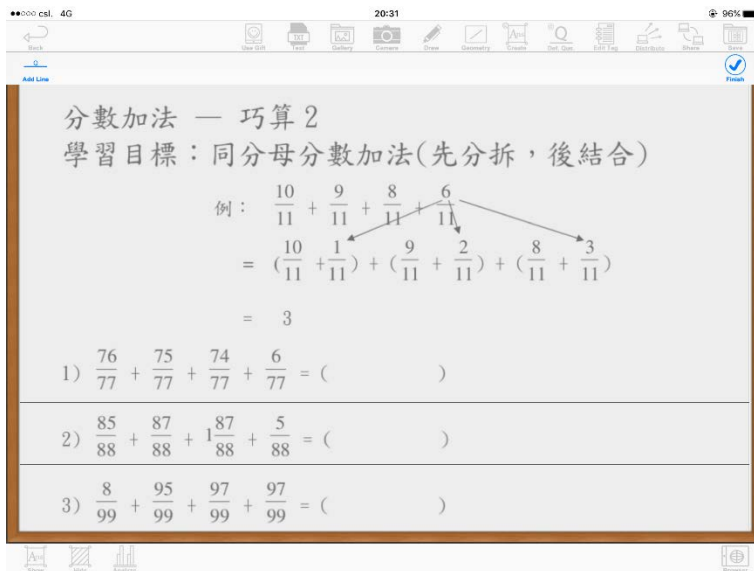 ●●○○○ csl. 4G 20:31 96%
Back Use Gift Text Gallery Camera Draw Geometry Create Def. Que. Edit Tag Distribute Share Save
Add Line Finish
分數加法 — 巧算2
學習目標：同分母分數加法(先分拆，後結合)
例： 10/11 + 9/11 + 8/11 + 6/11
= (10/11 + 1/11) + (9/11 + 2/11) + (8/11 + 3/11)
= 3
1) 76/77 + 75/77 + 74/77 + 6/77 = ( )
2) 85/88 + 87/88 + 1 87/88 + 5/88 = ( )
3) 8/99 + 95/99 + 97/99 + 97/99 = ( )